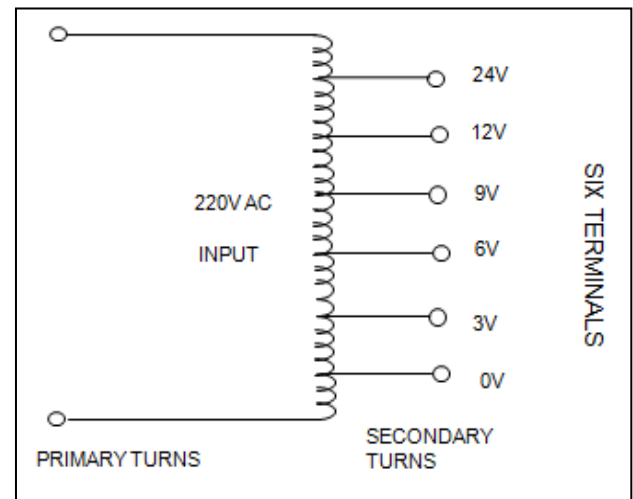 24V
12V
9V
6V
3V
0V
220V AC
INPUT
SIX TERMINALS
PRIMARY TURNS
SECONDARY
TURNS